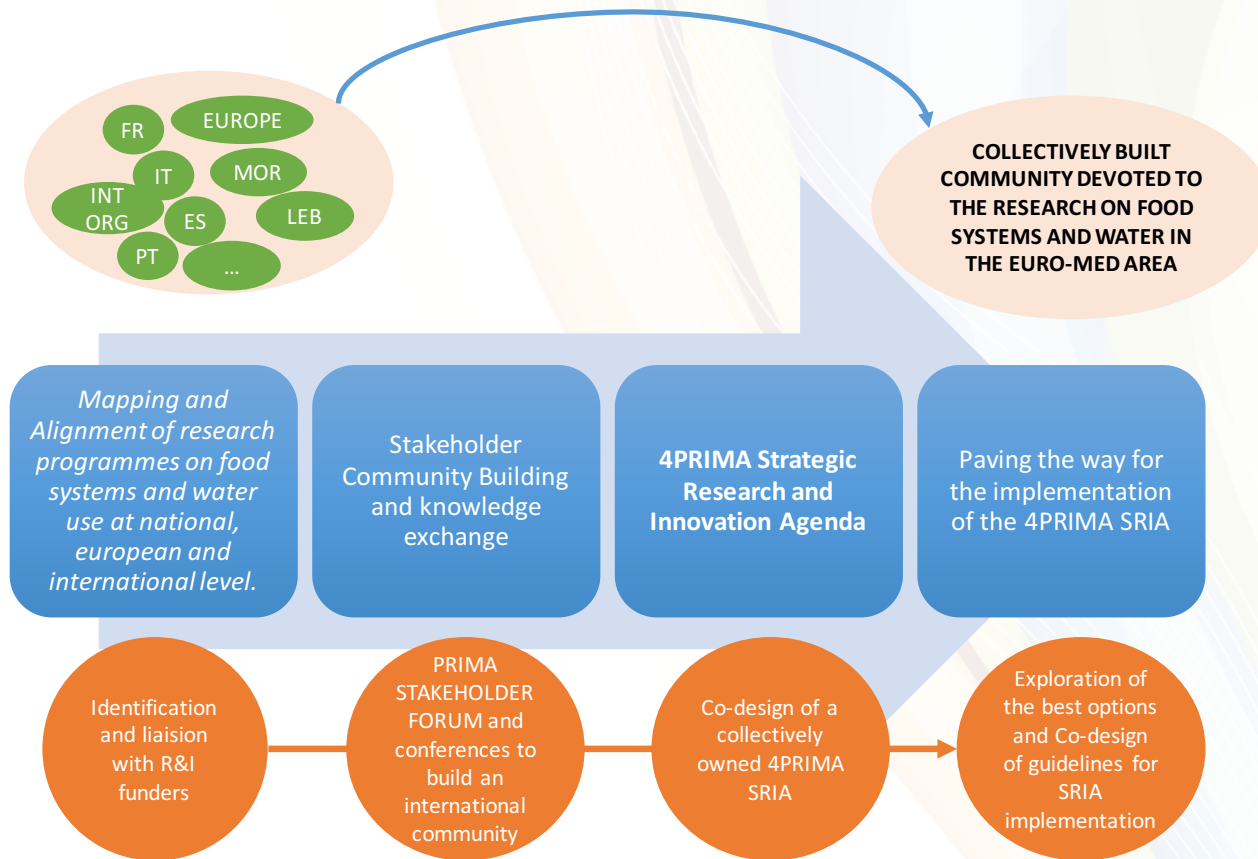 FR
EUROPE
IT
MOR
INT
ORG
ES
LEB
PT
...
COLLECTIVELY BUILT
COMMUNITY DEVOTED TO
THE RESEARCH ON FOOD
SYSTEMS AND WATER IN
THE EURO-MED AREA
Mapping and
Alignment of research
programmes on food
systems and water
use at national,
european and
international level.
Stakeholder
Community Building
and knowledge
exchange
4PRIMA Strategic
Research and
Innovation Agenda
Paving the way for
the implementation
of the 4PRIMA SRIA
Identification
and liaision
with R&I
funders
PRIMA
STAKEHOLDER
FORUM and
conferences to
build an
international
community
Co-design of a
collectively
owned 4PRIMA
SRIA
Exploration of
the best options
and Co-design
of guidelines for
SRIA
implementation